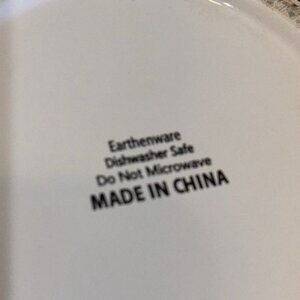 Earthenware
Dishwasher Safe
Do Not Microwave
MADE IN CHINA